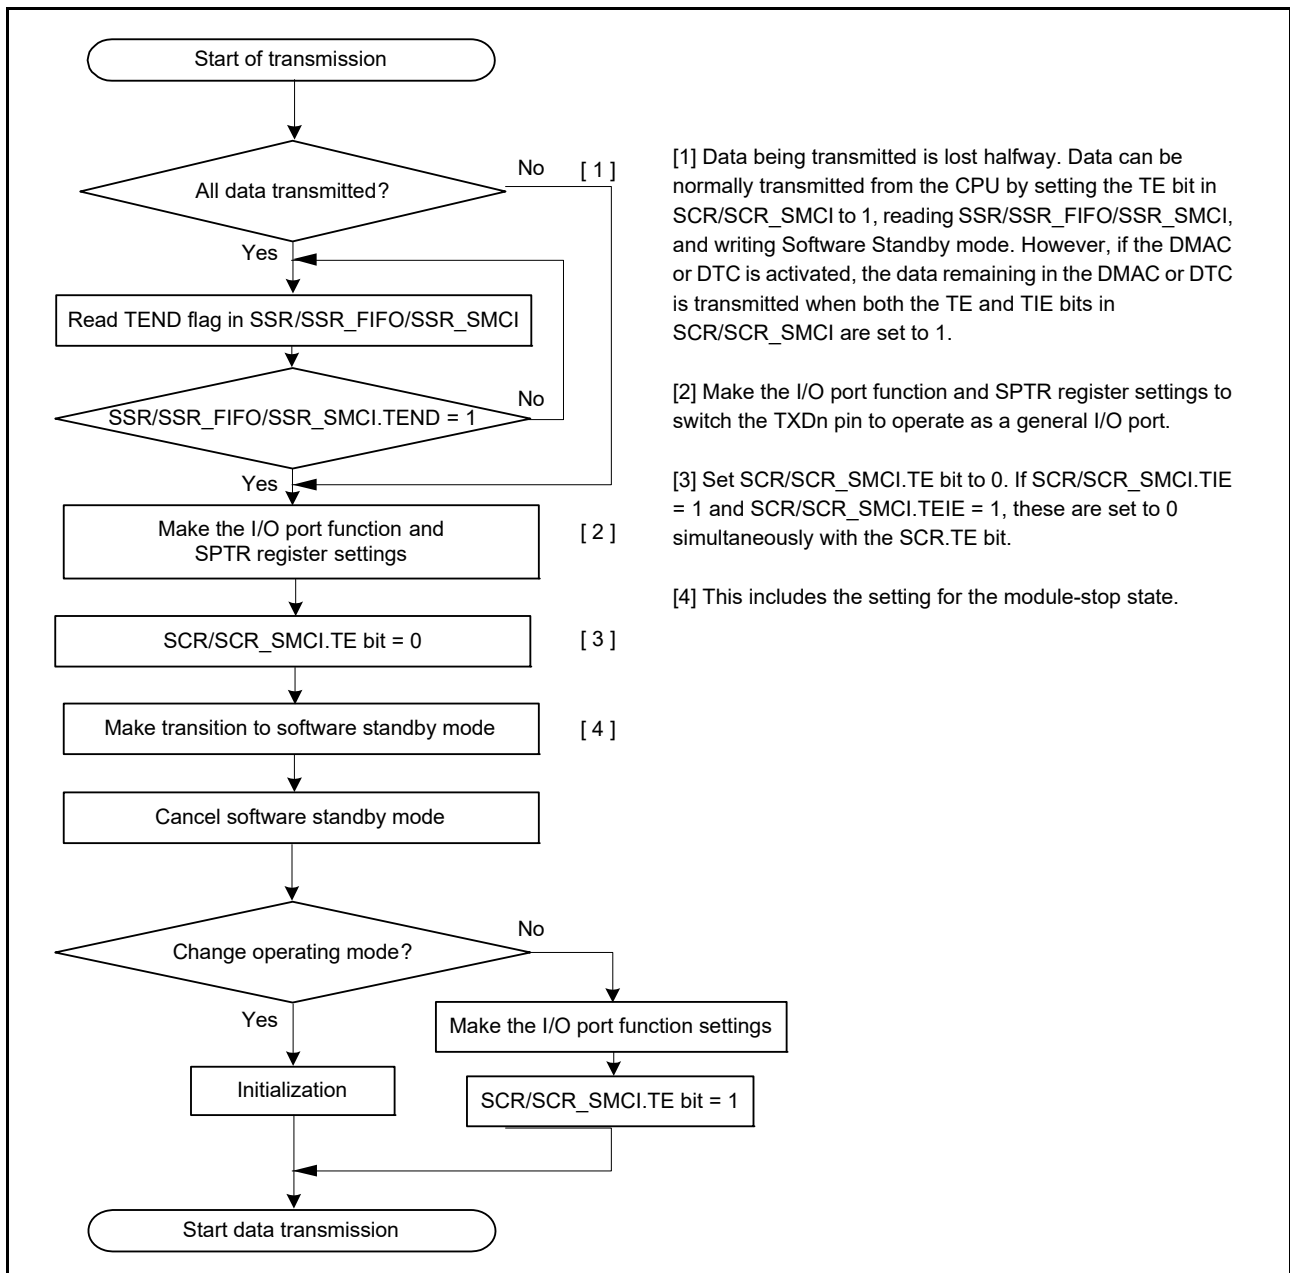 Start of transmission
All data transmitted?
No
[ 1 ]
Yes
Read TEND flag in SSR/SSR_FIFO/SSR_SMCI
SSR/SSR_FIFO/SSR_SMCI.TEND = 1
No
Yes
Make the I/O port function and
SPTR register settings
[ 2 ]
SCR/SCR_SMCI.TE bit = 0
[ 3 ]
Make transition to software standby mode
[ 4 ]
Cancel software standby mode
Change operating mode?
No
Yes
Make the I/O port function settings
Initialization
SCR/SCR_SMCI.TE bit = 1
Start data transmission
[1] Data being transmitted is lost halfway. Data can be
normally transmitted from the CPU by setting the TE bit in
SCR/SCR_SMCI to 1, reading SSR/SSR_FIFO/SSR_SMCI,
and writing Software Standby mode. However, if the DMAC
or DTC is activated, the data remaining in the DMAC or DTC
is transmitted when both the TE and TIE bits in
SCR/SCR_SMCI are set to 1.
[2] Make the I/O port function and SPTR register settings to
switch the TXDn pin to operate as a general I/O port.
[3] Set SCR/SCR_SMCI.TE bit to 0. If SCR/SCR_SMCI.TIE
= 1 and SCR/SCR_SMCI.TEIE = 1, these are set to 0
simultaneously with the SCR.TE bit.
[4] This includes the setting for the module-stop state.